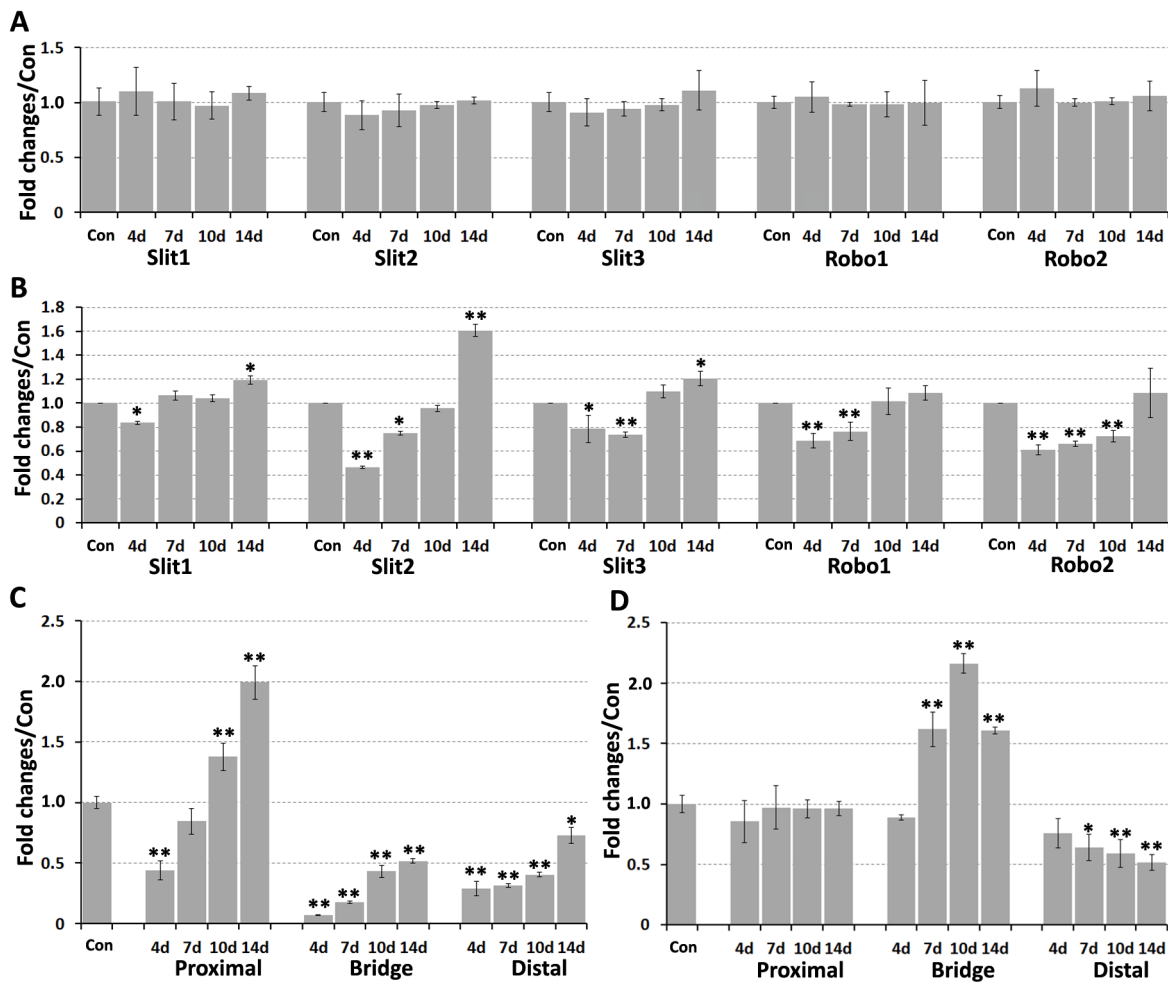 A
Fold changes/Con
1.5
1.0
0.5
0
Con 4d 7d 10d 14d Con 4d 7d 10d 14d Con 4d 7d 10d 14d Con 4d 7d 10d 14d Con 4d 7d 10d 14d
Slit1 Slit2 Slit3 Robo1 Robo2
B
Fold changes/Con
1.8
1.6
1.4
1.2
1.0
0.8
0.6
0.4
0.2
0
* * ** * ** * ** * ** ** ** ** **
Con 4d 7d 10d 14d Con 4d 7d 10d 14d Con 4d 7d 10d 14d Con 4d 7d 10d 14d Con 4d 7d 10d 14d
Slit1 Slit2 Slit3 Robo1 Robo2
C
Fold changes/Con
2.5
2.0
1.5
1.0
0.5
0
** ** ** ** ** ** ** ** ** ** *
Con 4d 7d 10d 14d 4d 7d 10d 14d 4d 7d 10d 14d
Proximal Bridge Distal
D
Fold changes/Con
2.5
2.0
1.5
1.0
0.5
0
** ** ** * ** **
Con 4d 7d 10d 14d 4d 7d 10d 14d 4d 7d 10d 14d
Proximal Bridge Distal